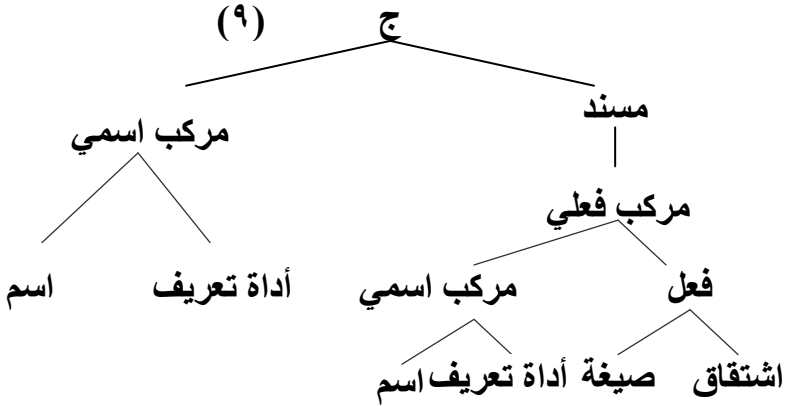 ج (٩)
مسند
مركب اسمي
مركب فعلي
فعل مركب اسمي أداة تعريف اسم
اشتقاق صيغة أداة تعريف اسم